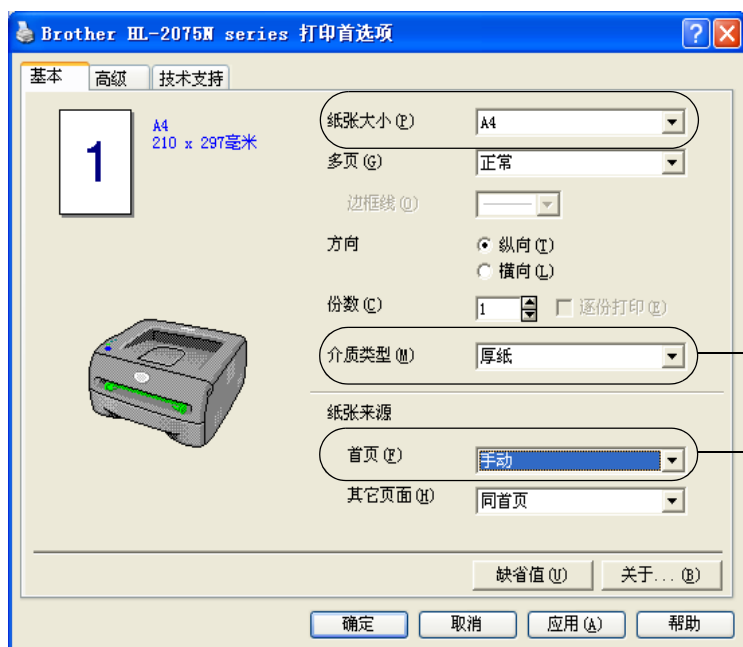 Brother HL-2075N series 打印首选项
基本 高级 技术支持
1
A4
210 x 297毫米
纸张大小(P) A4
多页(G) 正常
边框线(O)
方向 纵向(T)
横向(L)
份数(C) 1 逐份打印(E)
介质类型(M) 厚纸
纸张来源
首页(F) 手动
其它页面(H) 同首页
缺省值(U) 关于...(B)
确定 取消 应用(A) 帮助